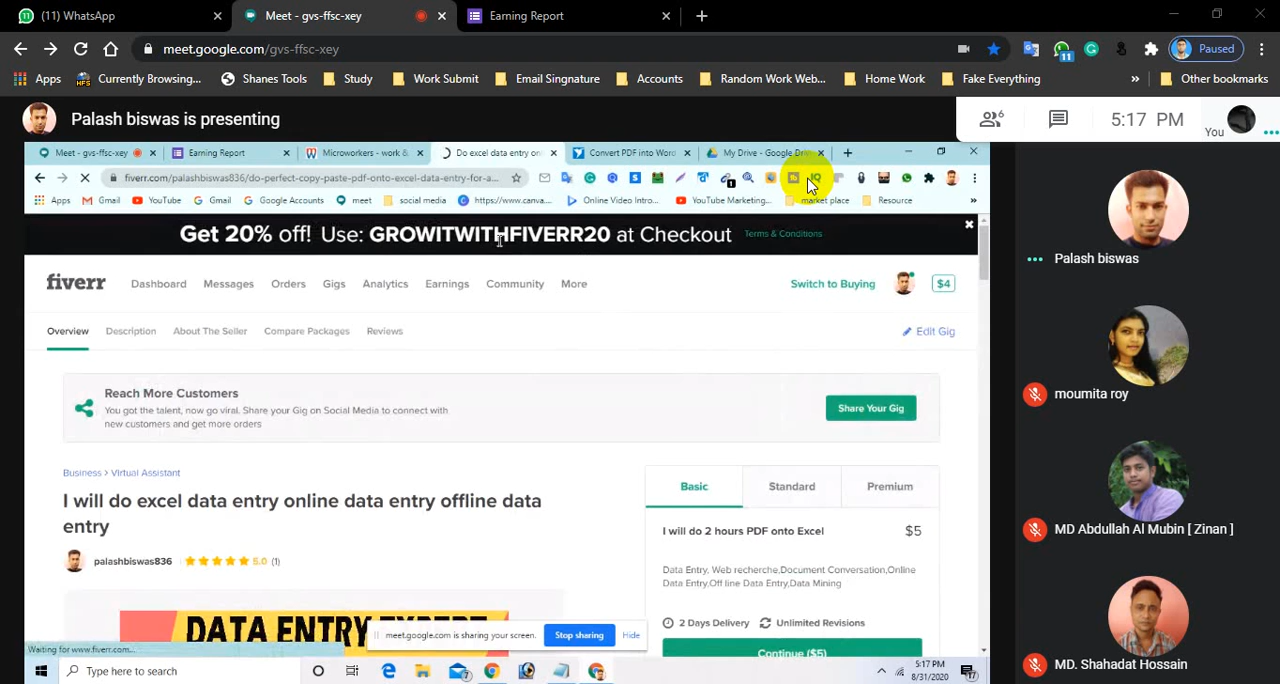 (11) WhatsApp
Meet - gvs-ffsc-xey
Earning Report
meet.google.com/gvs-ffsc-xey
11
Paused
Apps
Currently Browsing...
Shanes Tools
Study
Work Submit
Email Singnature
Accounts
Random Work Web...
Home Work
Fake Everything
»
Other bookmarks
Palash biswas is presenting
6
5:17 PM
You
Meet - gvs-ffsc-xey
Earning Report
Microworkers - work &
Do excel data entry on
Convert PDF into Word
My Drive - Google Driv
fiverr.com/palashbiswas836/do-perfect-copy-paste-pdf-onto-excel-data-entry-for-a...
Apps
Gmail
YouTube
Gmail
Google Accounts
meet
social media
https://www.canva...
Online Video Intro...
YouTube Marketing...
market place
Resource
»
Get 20% off! Use: GROWITWITHFIVERR20 at Checkout
Terms & Conditions
fiverr
Dashboard
Messages
Orders
Gigs
Analytics
Earnings
Community
More
Switch to Buying
$4
Overview
Description
About The Seller
Compare Packages
Reviews
Edit Gig
Reach More Customers
You got the talent, now go viral. Share your Gig on Social Media to connect with
new customers and get more orders
Share Your Gig
Business > Virtual Assistant
I will do excel data entry online data entry offline data
entry
palashbiswas836
5.0 (1)
DATA ENTRY EXPERT
Basic
Standard
Premium
I will do 2 hours PDF onto Excel
$5
Data Entry, Web recherche,Document Conversation,Online
Data Entry,Off line Data Entry,Data Mining
2 Days Delivery
Unlimited Revisions
Continue ($5)
meet.google.com is sharing your screen.
Stop sharing
Hide
Waiting for www.fiverr.com...
Type here to search
5:17 PM
8/31/2020
Palash biswas
moumita roy
MD Abdullah Al Mubin [ Zinan ]
MD. Shahadat Hossain